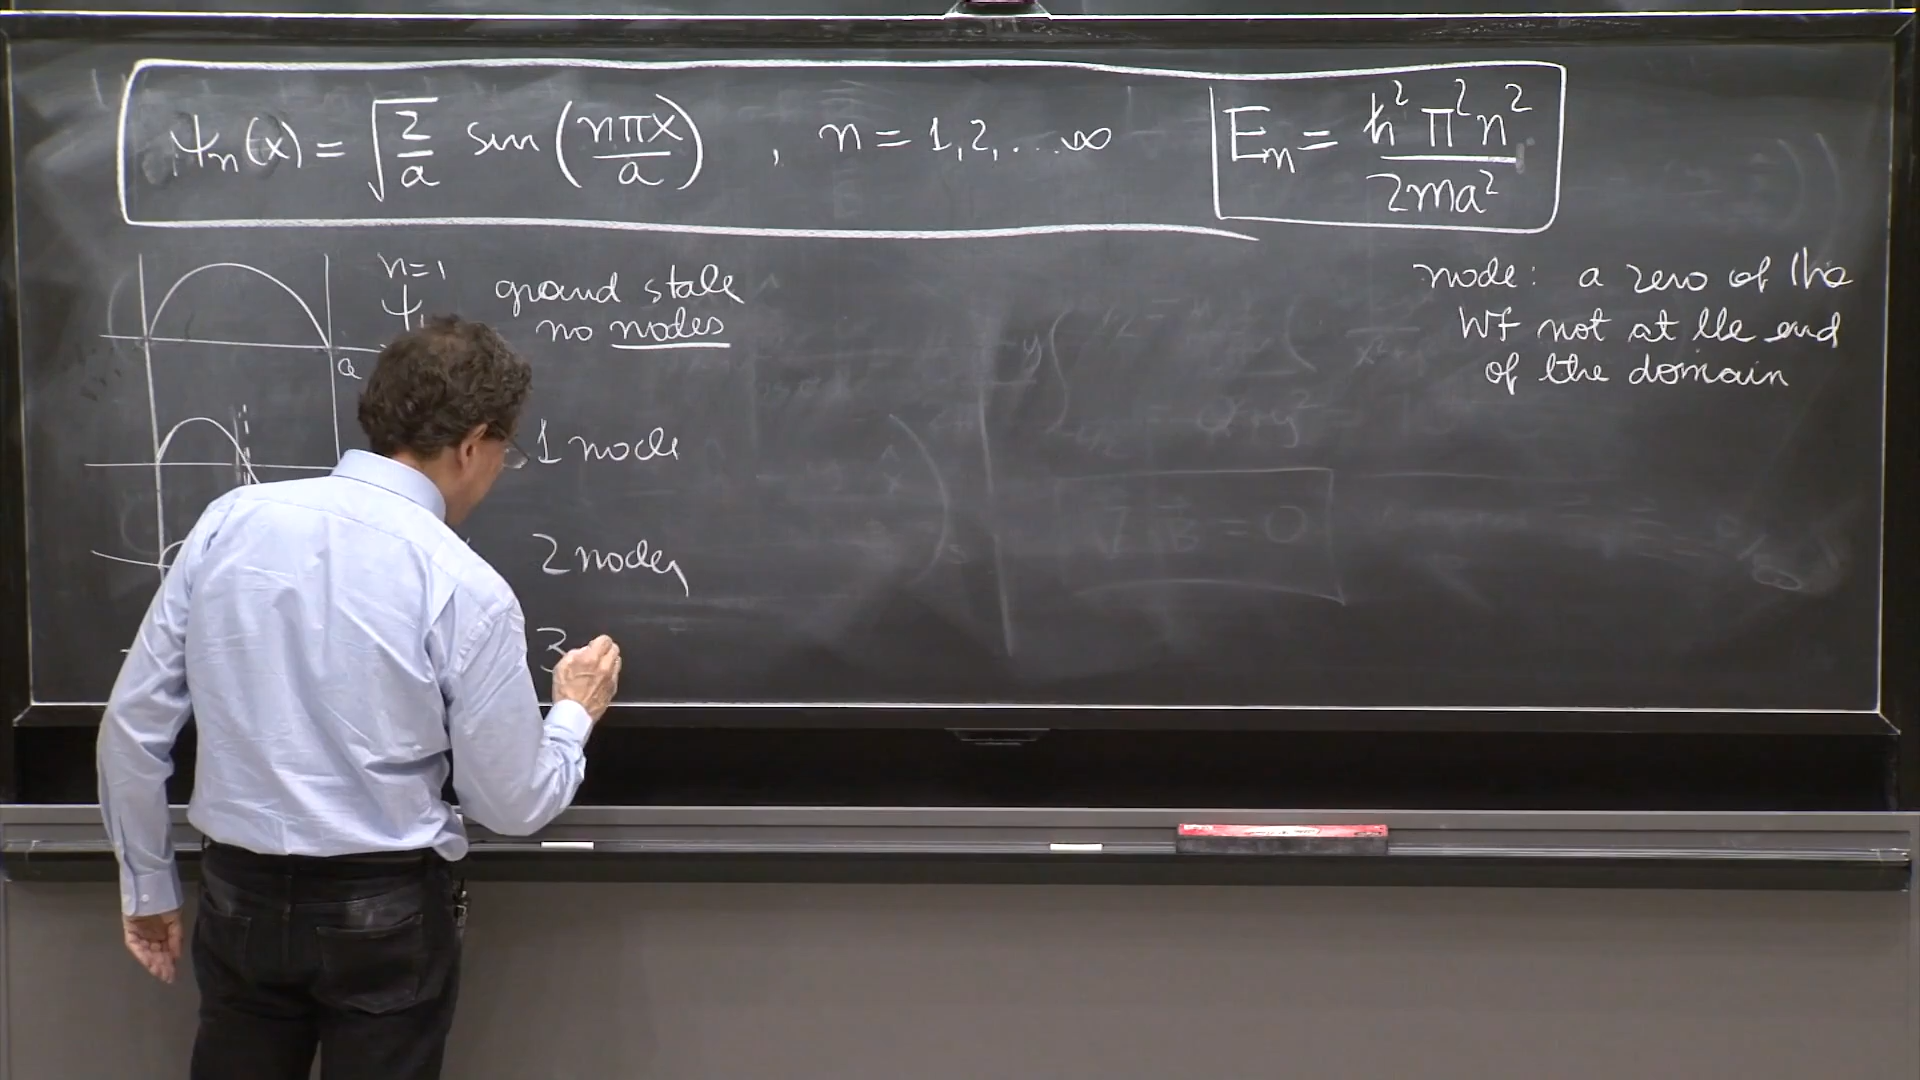 ψₙ(x) = √(2/a) sin(nπx/a) , n = 1,2,...∞
Eₙ = ħ²π²n²/2ma²
n=1
ψ₁
a
ground state
no nodes
1 node
2 nodes
3
node: a zero of the
WF not at the end
of the domain